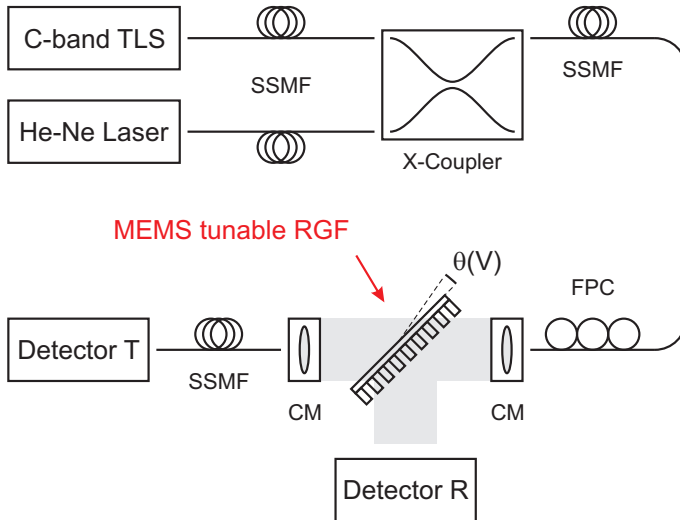 C-band TLS
SSMF
SSMF
He-Ne Laser
X-Coupler
MEMS tunable RGF
θ(V)
FPC
Detector T
SSMF
CM
CM
Detector R